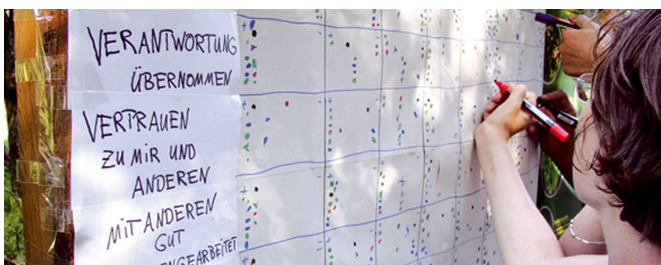 VERANTWORTUNG
ÜBERNOMMEN
VERTRAUEN
ZU MIR UND
ANDEREN
MIT ANDEREN
GUT